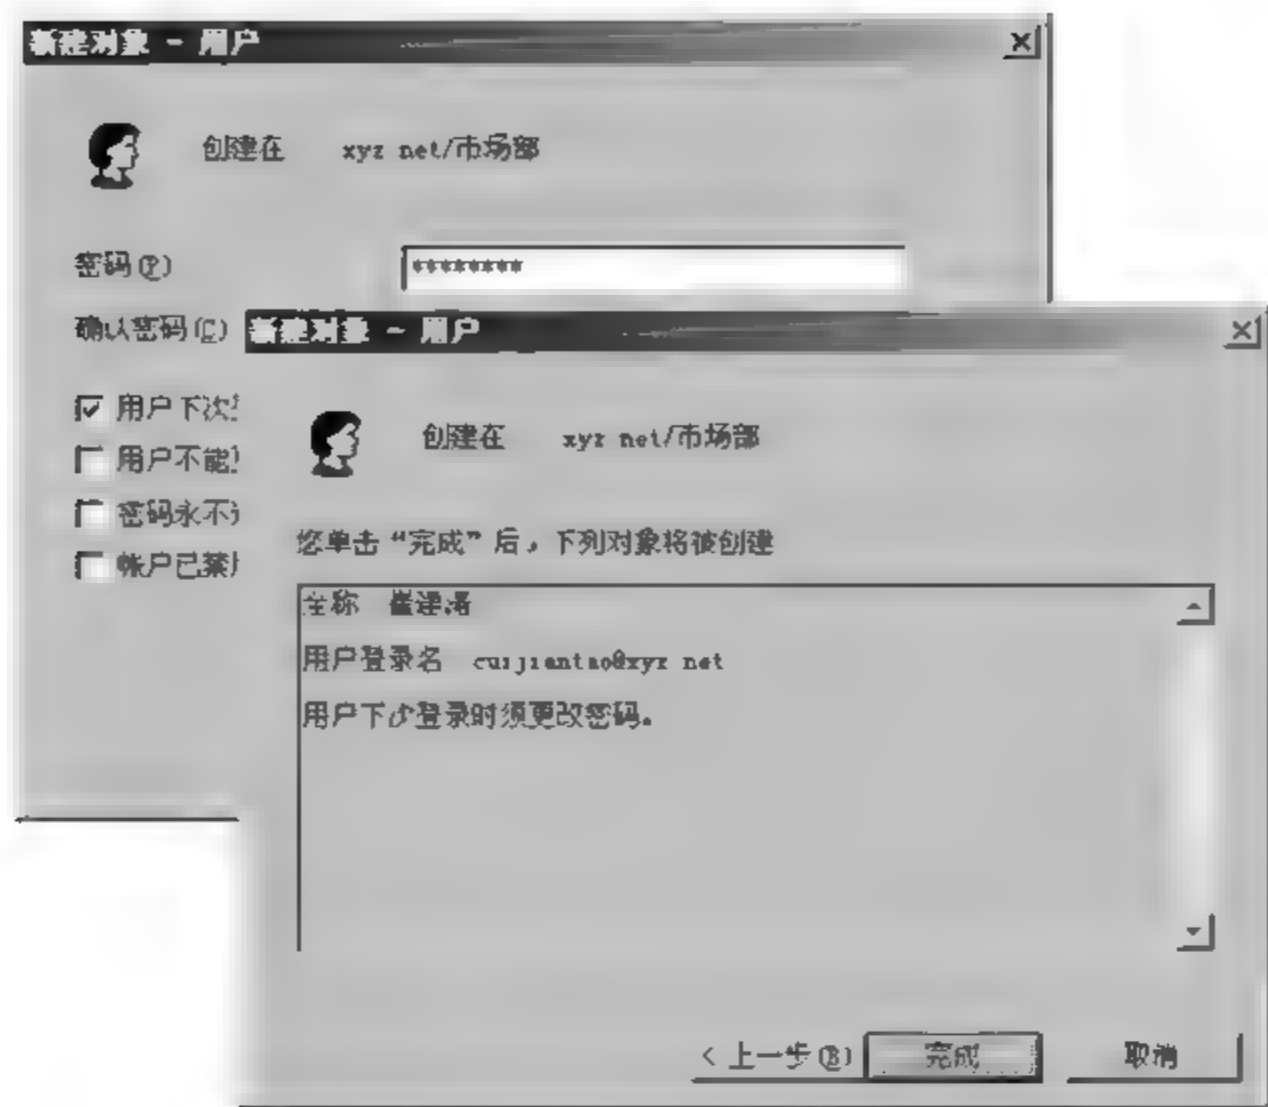 新建对象 - 用户
创建在 xyz net/市场部
密码(P)
********
确认密码(C)
用户下次
用户不能
密码永不
帐户已禁
新建对象 - 用户
创建在 xyz net/市场部
您单击“完成”后，下列对象将被创建
全称 崔建涛
用户登录名 cuijiantao@xyz net
用户下次登录时须更改密码。
< 上一步(B)
完成
取消